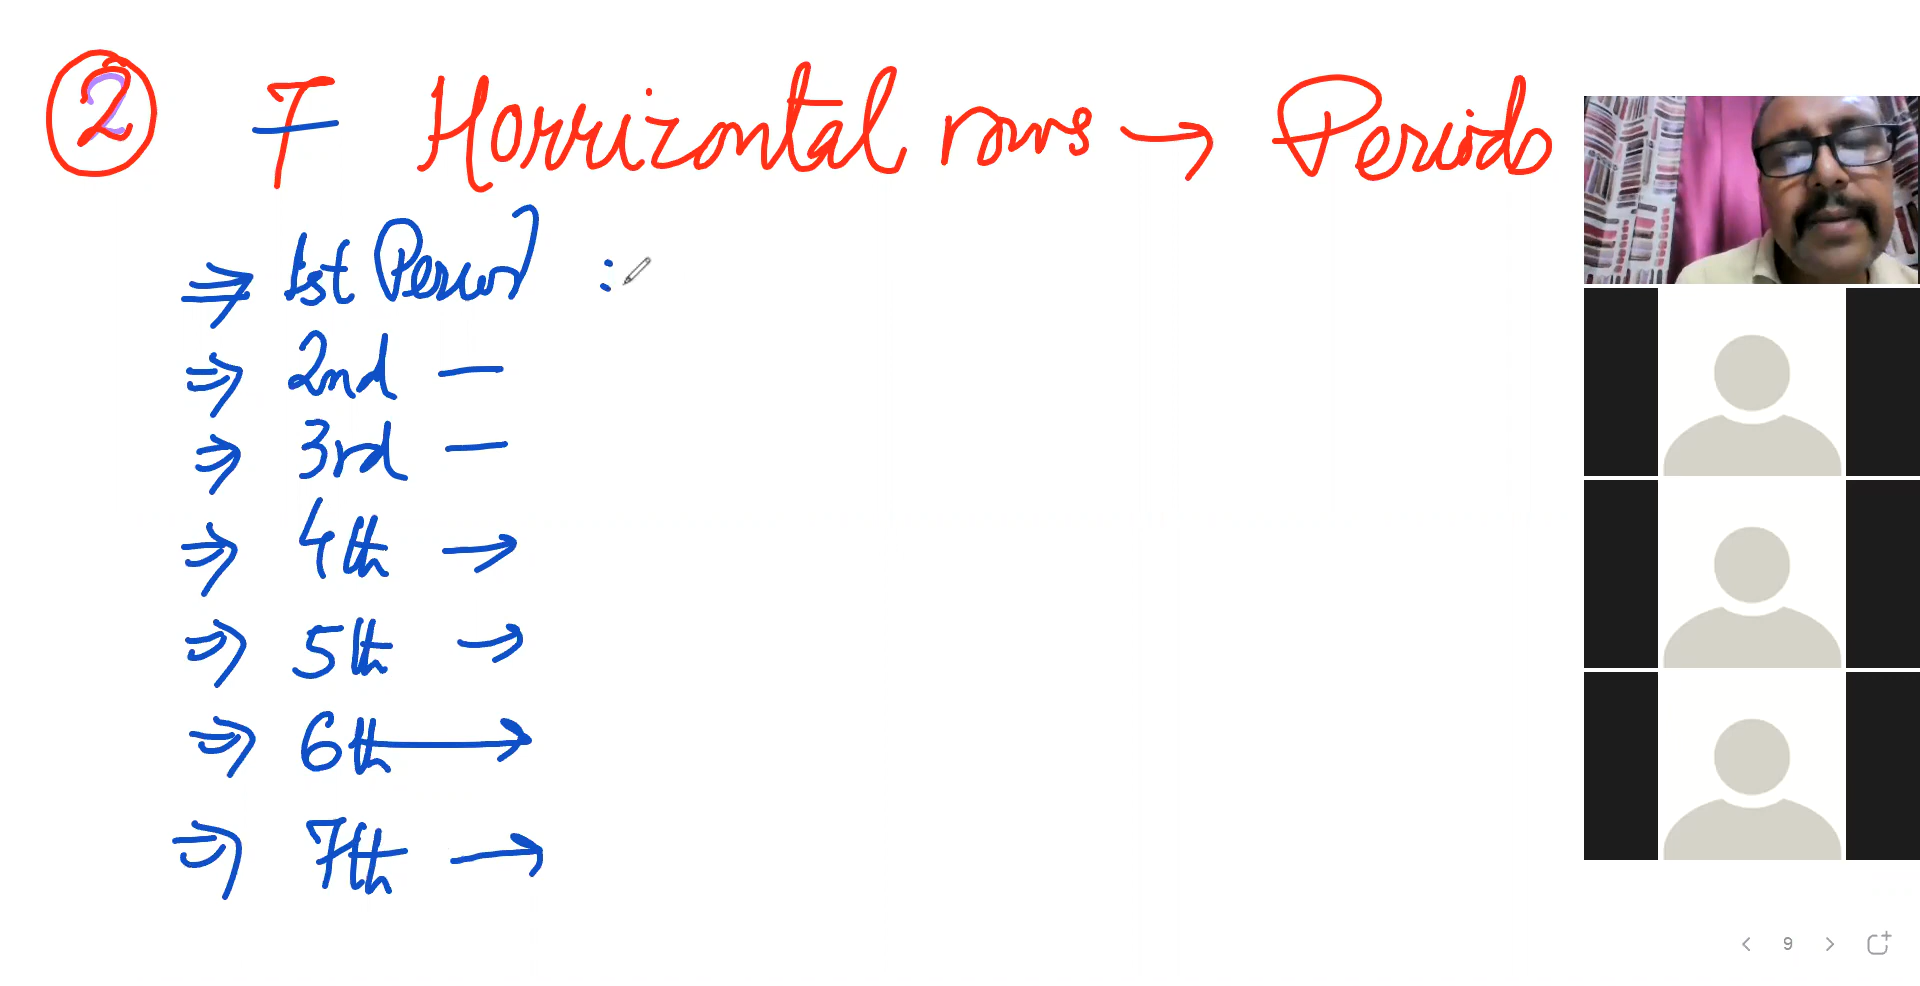 2 7 Horrizontal rows → Periods
⇒ 1st Period :
⇒ 2nd —
⇒ 3rd —
⇒ 4th →
⇒ 5th →
⇒ 6th →
⇒ 7th →
< 9 >